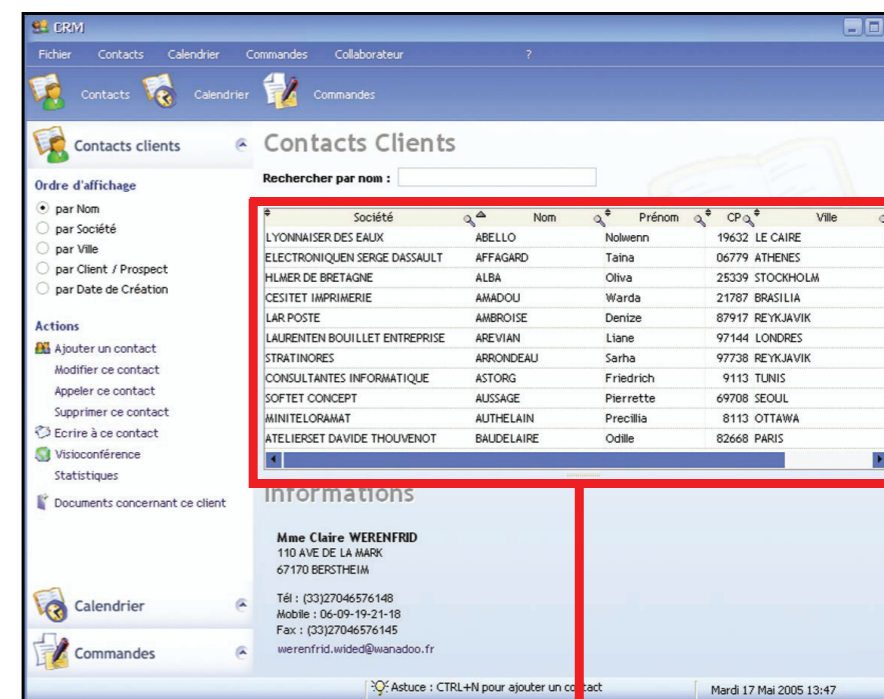 CRM
Fichier Contacts Calendrier Commandes Collaborateur ?
Contacts Calendrier Commandes
Contacts clients
Ordre d'affichage
par Nom
par Société
par Ville
par Client / Prospect
par Date de Création
Actions
Ajouter un contact
Modifier ce contact
Appeler ce contact
Supprimer ce contact
Ecrire à ce contact
Visioconférence
Statistiques
Documents concernant ce client
Calendrier
Commandes
Contacts Clients
Rechercher par nom :
Société Nom Prénom CP Ville
LYONNAISER DES EAUX ABELLO Nolwenn 19632 LE CAIRE
ELECTRONIQUEN SERGE DASSAULT AFFAGARD Taina 06779 ATHENES
HLMER DE BRETAGNE ALBA Oliva 25339 STOCKHOLM
CESITET IMPRIMERIE AMADOU Warda 21787 BRASILIA
LAR POSTE AMBROISE Denize 87917 REYKJAVIK
LAURENTEN BOUILLET ENTREPRISE AREVIAN Liane 97144 LONDRES
STRATINORES ARRONDEAU Sarha 97738 REYKJAVIK
CONSULTANTES INFORMATIQUE ASTORG Friedrich 9113 TUNIS
SOFTET CONCEPT AUSSAGE Pierrette 69708 SEOUL
MINITELORAMAT AUTHELAIN Precillia 8113 OTTAWA
ATELIERSET DAVIDE THOUVENOT BAUDELAIRE Odille 82668 PARIS
Informations
Mme Claire WERENFRID
110 AVE DE LA MARK
67170 BERSTHEIM
Tél : (33)27046576148
Mobile : 06-09-19-21-18
Fax : (33)27046576145
werenfrid.wided@wanadoo.fr
Astuce : CTRL+N pour ajouter un contact Mardi 17 Mai 2005 13:47